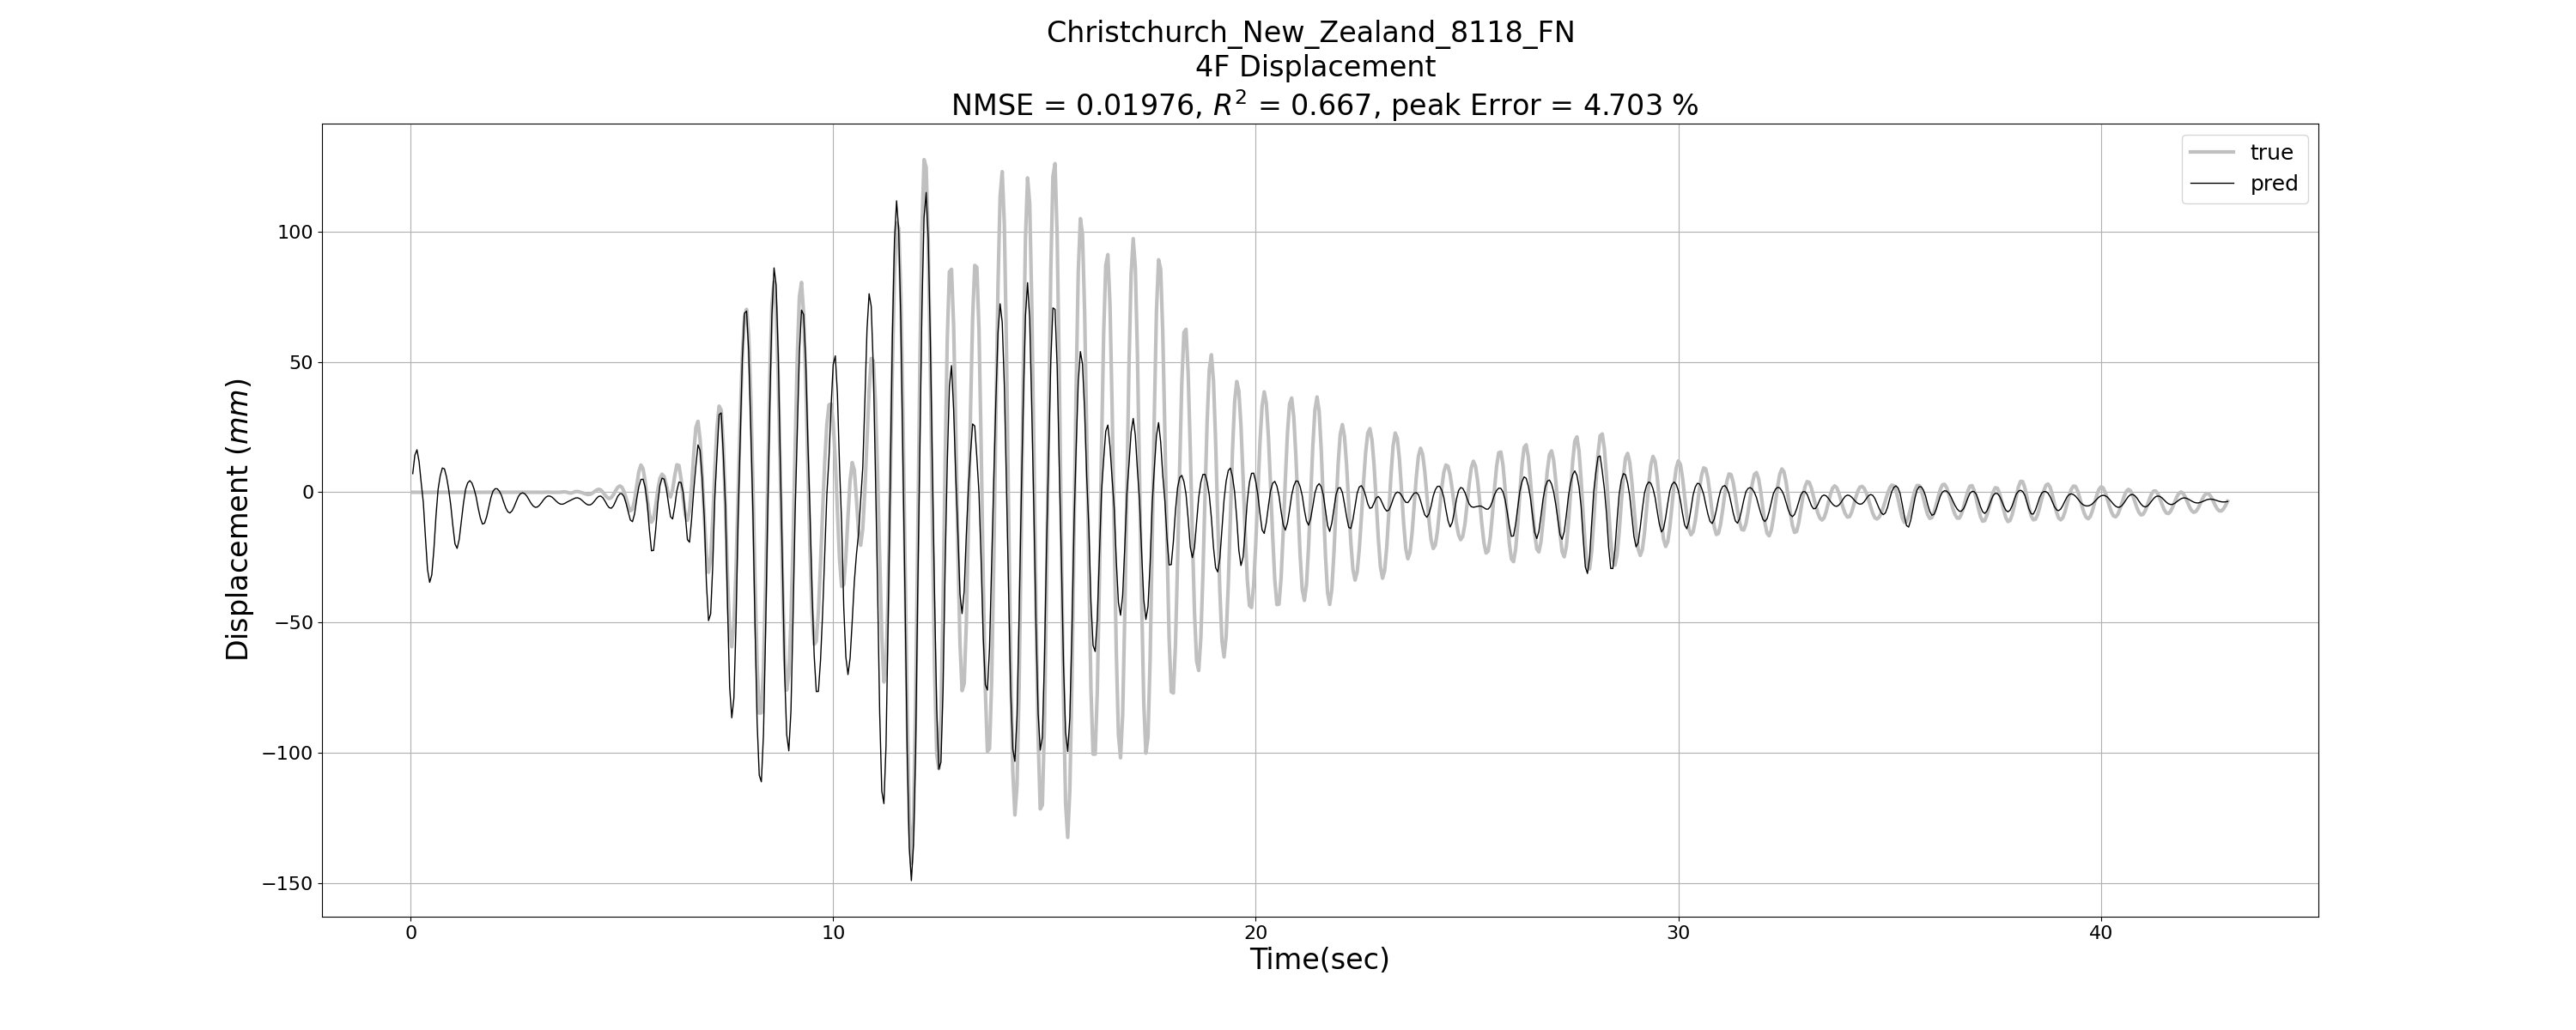 Christchurch_New_Zealand_8118_FN
4F Displacement
NMSE = 0.01976, R² = 0.667, peak Error = 4.703 %
true
pred
Displacement (mm)
100
50
0
−50
−100
−150
0 10 20 30 40
Time(sec)